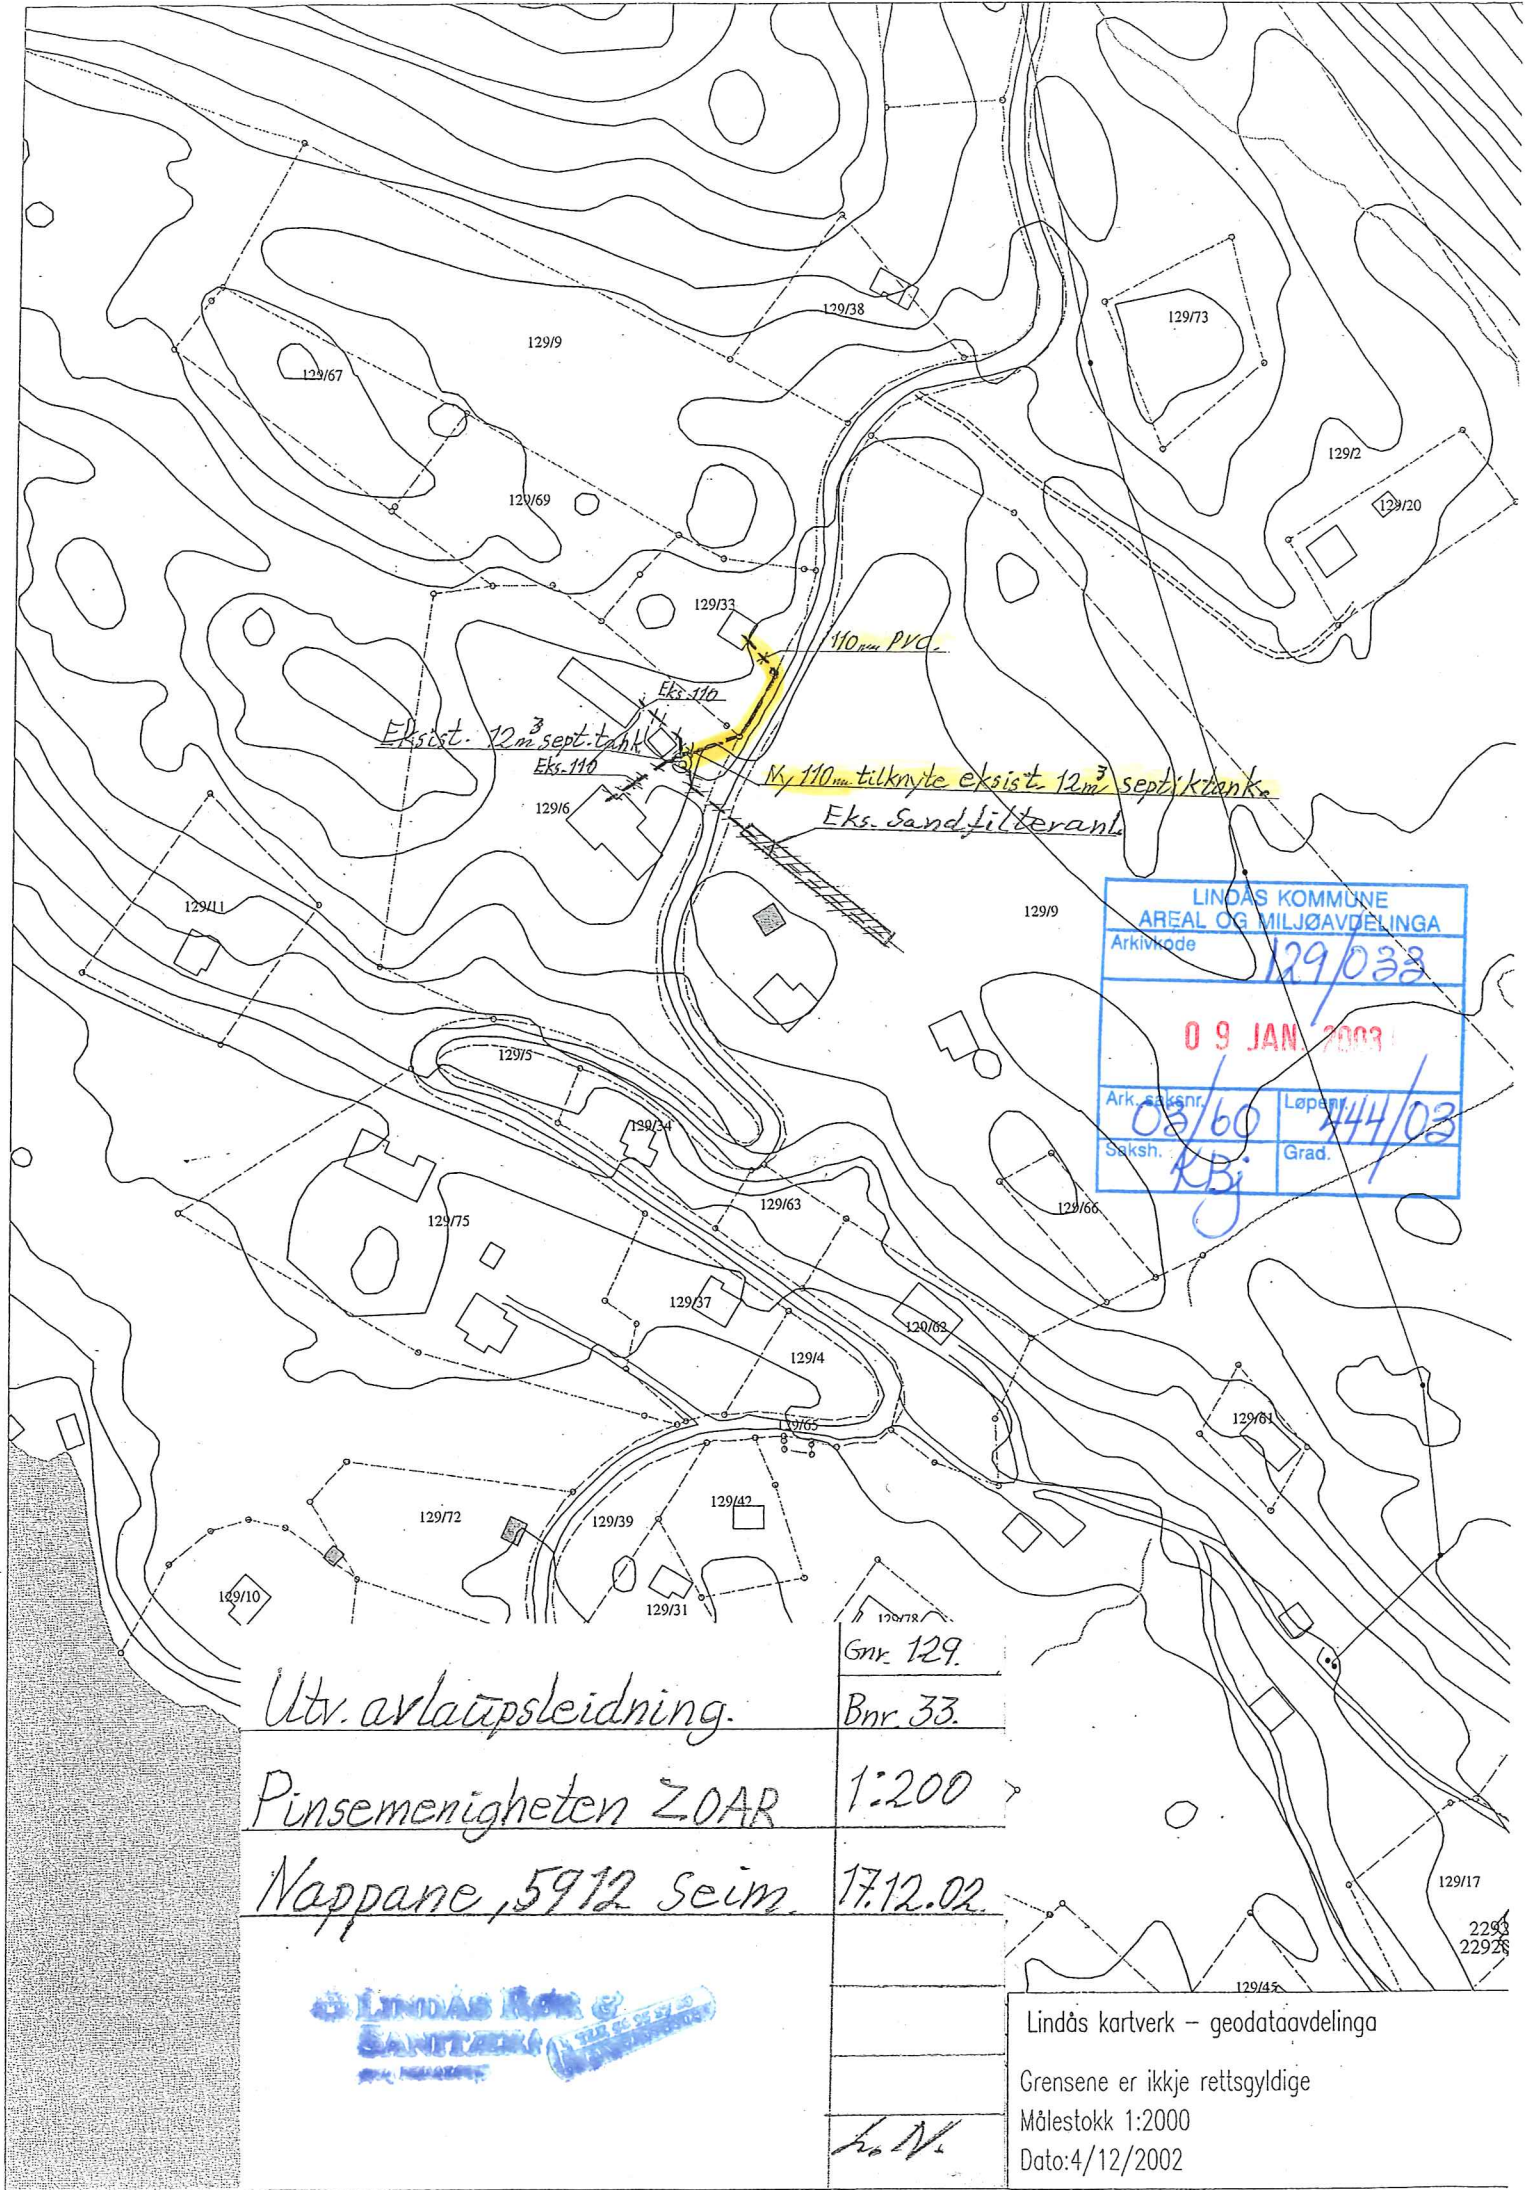 129/38
129/73
129/9
129/67
129/2
129/69
129/20
129/33
110mm PVC.
Eks-110
Eksist. 12m³ sept.tank
Eks-110
Ny 110mm tilknyte eksist. 12m³ septiktank.
129/6
Eks. Sandfilteranl.
129/11
129/9
LINDÅS KOMMUNE
AREAL OG MILJØAVDELINGA
Arkivkode
129/033
09 JAN. 2003
Ark. saksnr.
03/60
Løpenr.
444/03
Saksh.
KBj
Grad.
129/5
129/34
129/63
129/66
129/75
129/37
129/62
129/4
129/61
129/65
129/72
129/39
129/42
129/10
129/31
129/78
Gnr. 129.
Utv. avlaupsleidning.
Bnr. 33.
Pinsemenigheten ZOAR
1:200
Nappane, 5912 Seim.
17.12.02.
129/17
129/45
LINDÅS RØR &
L. N.
Lindås kartverk – geodataavdelinga
Grensene er ikkje rettsgyldige
Målestokk 1:2000
Dato:4/12/2002